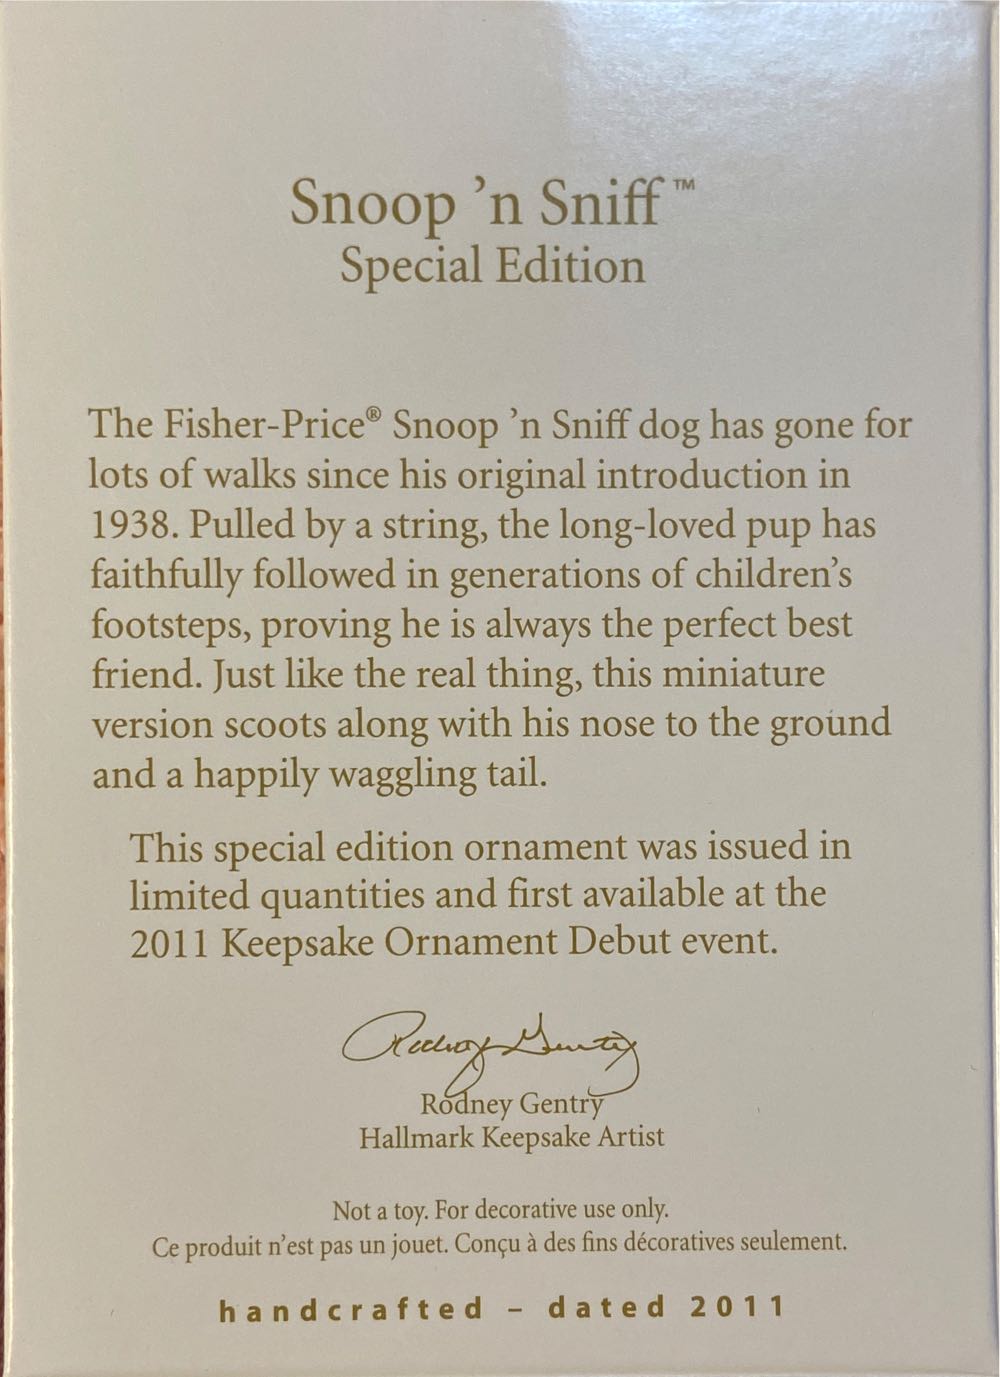 Snoop ’n Sniff™
Special Edition
The Fisher-Price® Snoop ’n Sniff dog has gone for
lots of walks since his original introduction in
1938. Pulled by a string, the long-loved pup has
faithfully followed in generations of children’s
footsteps, proving he is always the perfect best
friend. Just like the real thing, this miniature
version scoots along with his nose to the ground
and a happily waggling tail.
This special edition ornament was issued in
limited quantities and first available at the
2011 Keepsake Ornament Debut event.
Rodney Gentry
Rodney Gentry
Hallmark Keepsake Artist
Not a toy. For decorative use only.
Ce produit n’est pas un jouet. Conçu à des fins décoratives seulement.
handcrafted – dated 2011